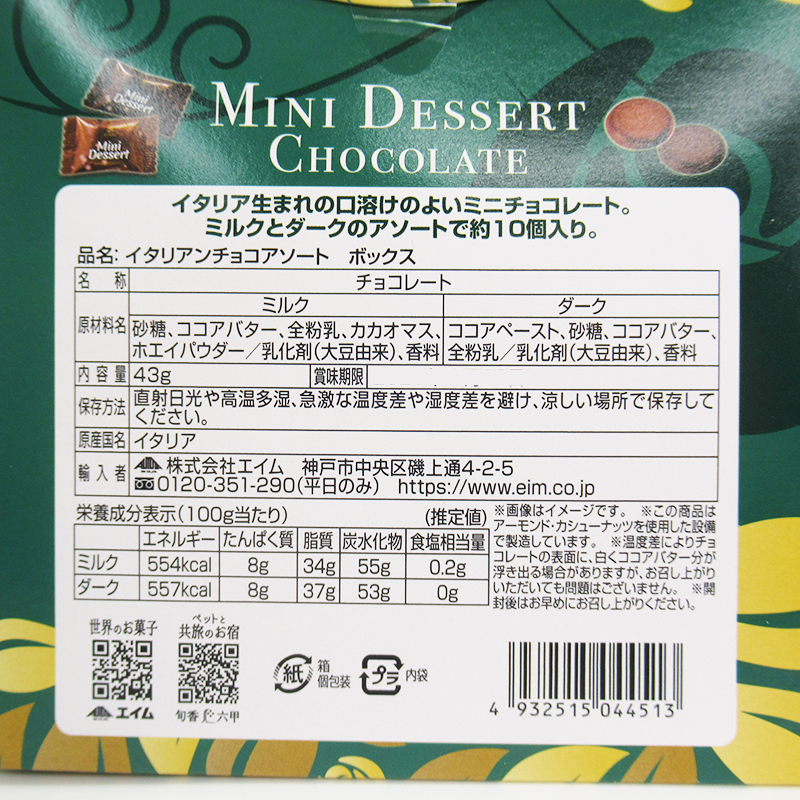 Mini
Dessert
Mini
Dessert
MINI DESSERT
CHOCOLATE
イタリア生まれの口溶けのよいミニチョコレート。
ミルクとダークのアソートで約10個入り。
品名: イタリアンチョコアソート ボックス
名称 チョコレート
原材料名 ミルク ダーク
砂糖、ココアバター、全粉乳、カカオマス、 ココアペースト、砂糖、ココアバター、
ホエイパウダー／乳化剤(大豆由来)、香料 全粉乳／乳化剤(大豆由来)、香料
内容量 43g 賞味期限
保存方法 直射日光や高温多湿、急激な温度差や湿度差を避け、涼しい場所で保存して
ください。
原産国名 イタリア
輸入者 株式会社エイム 神戸市中央区磯上通4-2-5
0120-351-290(平日のみ) https://www.eim.co.jp
栄養成分表示(100g当たり) (推定値)
エネルギー たんぱく質 脂質 炭水化物 食塩相当量
ミルク 554kcal 8g 34g 55g 0.2g
ダーク 557kcal 8g 37g 53g 0g
※画像はイメージです。 ※この商品は
アーモンド・カシューナッツを使用した設備
で製造しています。 ※温度差によりチョ
コレートの表面に、白くココアバター分が
浮き出る場合がありますが、お召し上がり
いただいても問題はございません。 ※開
封後はお早めにお召し上がりください。
世界のお菓子
エイム
ペットと
共旅のお宿
旬香 六甲
紙 箱
個包装
プラ 内袋
4 932515 044513